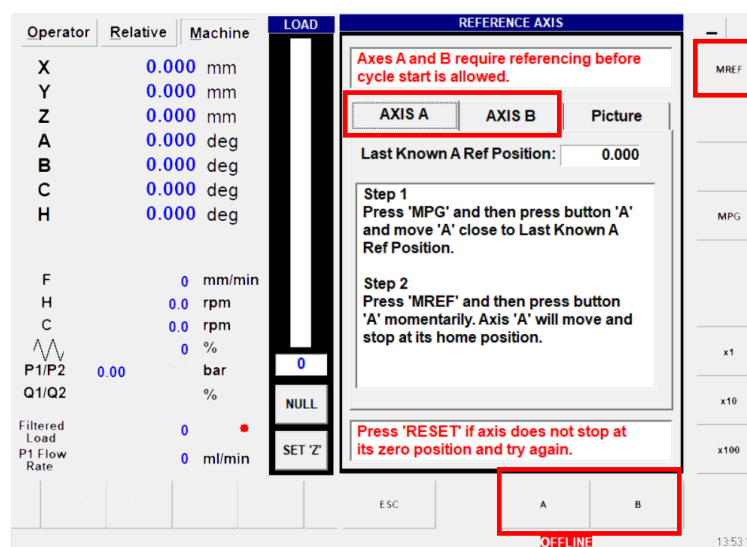 Operator Relative Machine
LOAD
REFERENCE AXIS
X 0.000 mm
Y 0.000 mm
Z 0.000 mm
A 0.000 deg
B 0.000 deg
C 0.000 deg
H 0.000 deg
F 0 mm/min
H 0.0 rpm
C 0.0 rpm
0 %
P1/P2 0.00 bar
Q1/Q2 %
Filtered
Load 0
P1 Flow
Rate 0 ml/min
0
NULL
SET 'Z'
Axes A and B require referencing before
cycle start is allowed.
AXIS A AXIS B Picture
Last Known A Ref Position: 0.000
Step 1
Press 'MPG' and then press button 'A'
and move 'A' close to Last Known A
Ref Position.
Step 2
Press 'MREF' and then press button
'A' momentarily. Axis 'A' will move and
stop at its home position.
Press 'RESET' if axis does not stop at
its zero position and try again.
MREF
MPG
x1
x10
x100
ESC A B
OFFLINE
13:53: